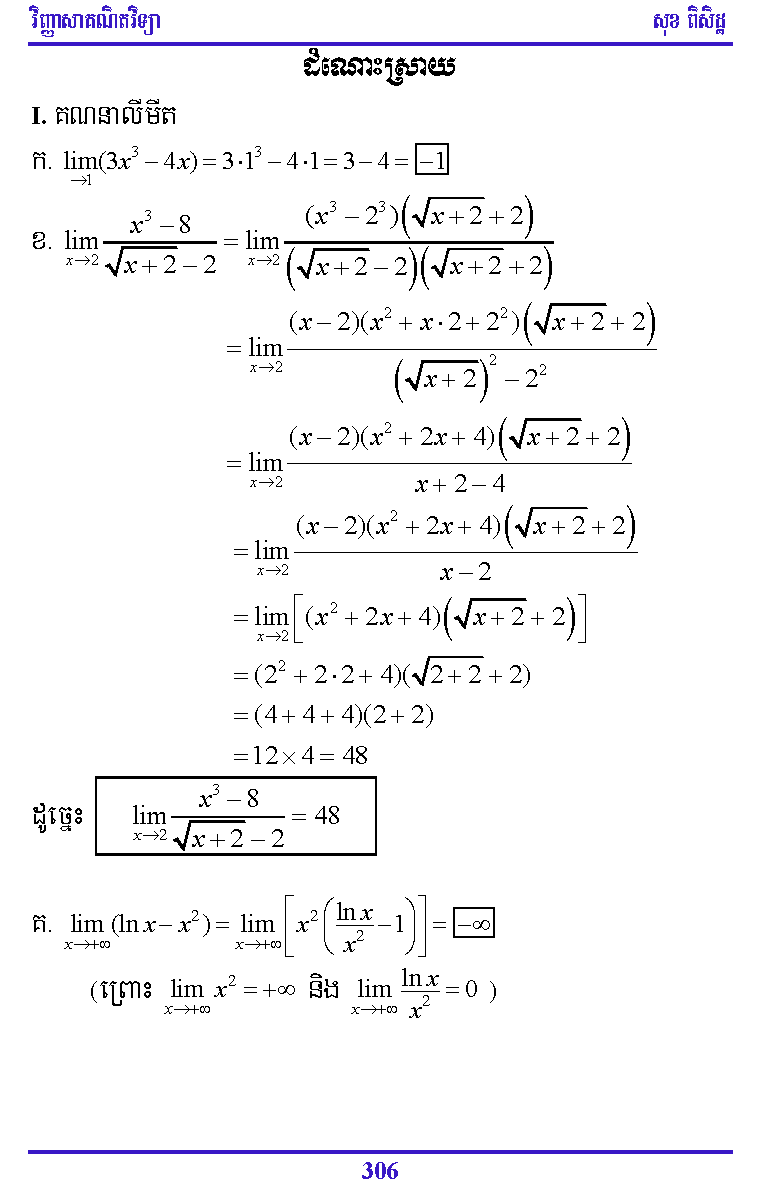 វិញ្ញាសាគណិតវិទ្យា សុខ ពិសិដ្ឋ
ដំណោះស្រាយ
I. គណនាលីមីត
ក. lim(3x³ − 4x) = 3·1³ − 4·1 = 3 − 4 = −1
→1
ខ. lim_{x→2} (x³ − 8)/(√(x+2) − 2) = lim_{x→2} ((x³ − 2³)(√(x+2) + 2))/((√(x+2) − 2)(√(x+2) + 2))
= lim_{x→2} ((x − 2)(x² + x·2 + 2²)(√(x+2) + 2))/((√(x+2))² − 2²)
= lim_{x→2} ((x − 2)(x² + 2x + 4)(√(x+2) + 2))/(x + 2 − 4)
= lim_{x→2} ((x − 2)(x² + 2x + 4)(√(x+2) + 2))/(x − 2)
= lim_{x→2} [(x² + 2x + 4)(√(x+2) + 2)]
= (2² + 2·2 + 4)(√(2+2) + 2)
= (4 + 4 + 4)(2 + 2)
= 12 × 4 = 48
ដូច្នេះ lim_{x→2} (x³ − 8)/(√(x+2) − 2) = 48
គ. lim_{x→+∞} (ln x − x²) = lim_{x→+∞} [x²(ln x/x² − 1)] = −∞
(ព្រោះ lim_{x→+∞} x² = +∞ និង lim_{x→+∞} ln x/x² = 0 )
306